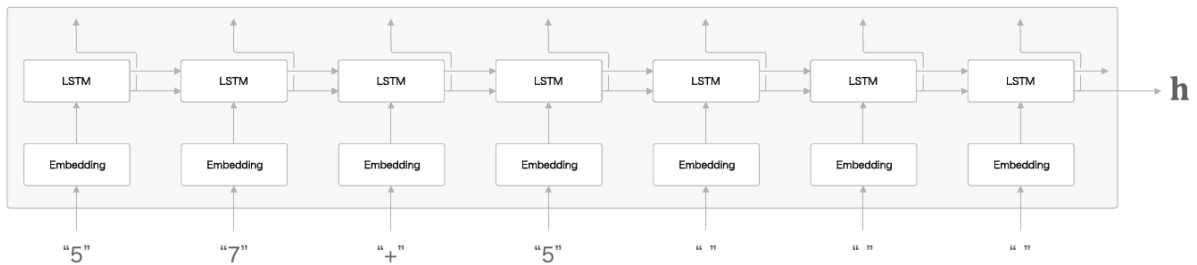 LSTM LSTM LSTM LSTM LSTM LSTM LSTM
h
Embedding Embedding Embedding Embedding Embedding Embedding Embedding
“5” “7” “+” “5” “ ” “ ” “ ”